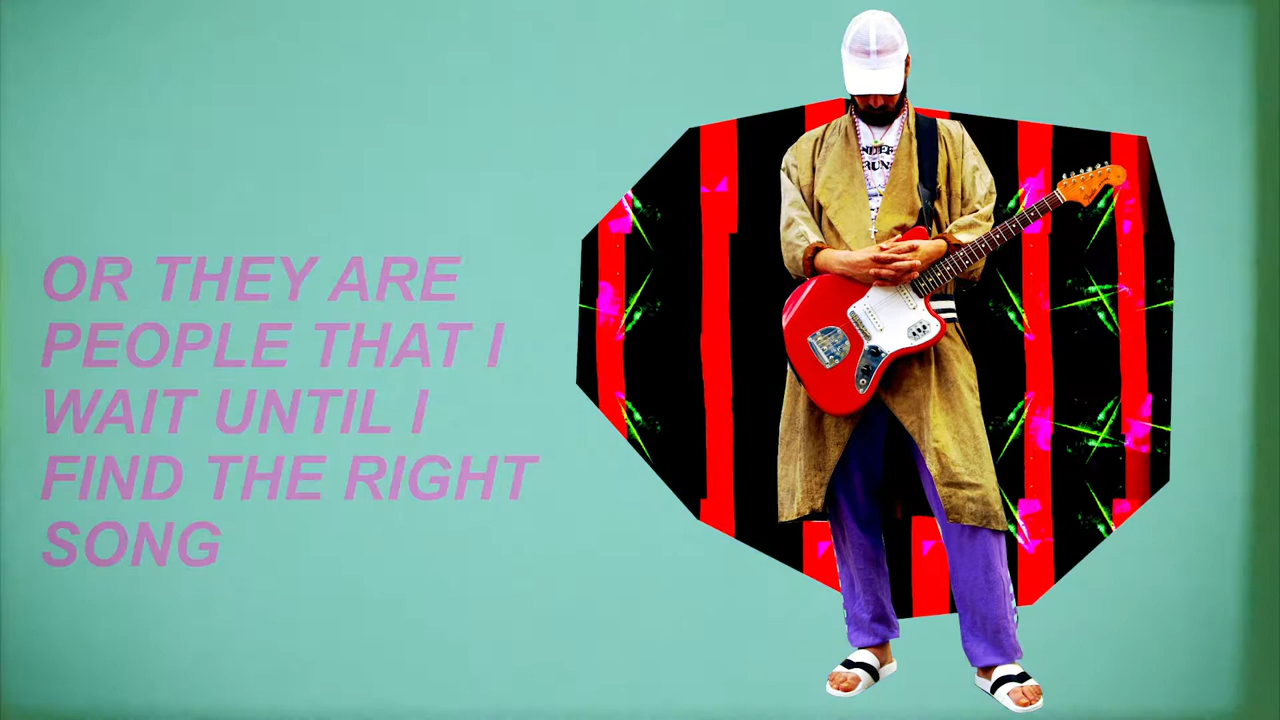 OR THEY ARE
PEOPLE THAT I
WAIT UNTIL I
FIND THE RIGHT
SONG